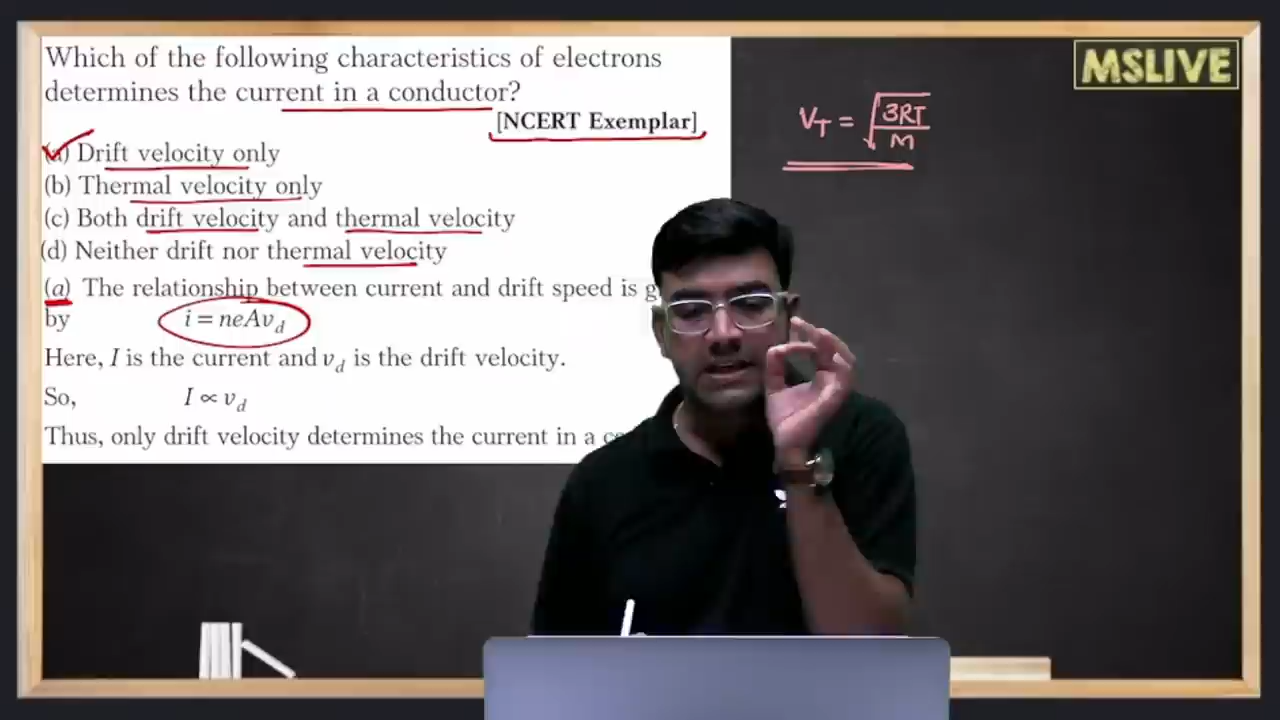 Which of the following characteristics of electrons
determines the current in a conductor?
[NCERT Exemplar]
(a) Drift velocity only
(b) Thermal velocity only
(c) Both drift velocity and thermal velocity
(d) Neither drift nor thermal velocity
(a) The relationship between current and drift speed is
by i = neAv_d
Here, I is the current and v_d is the drift velocity.
So, I ∝ v_d
Thus, only drift velocity determines the current in a
MSLIVE
V_T = √(3RT/M)